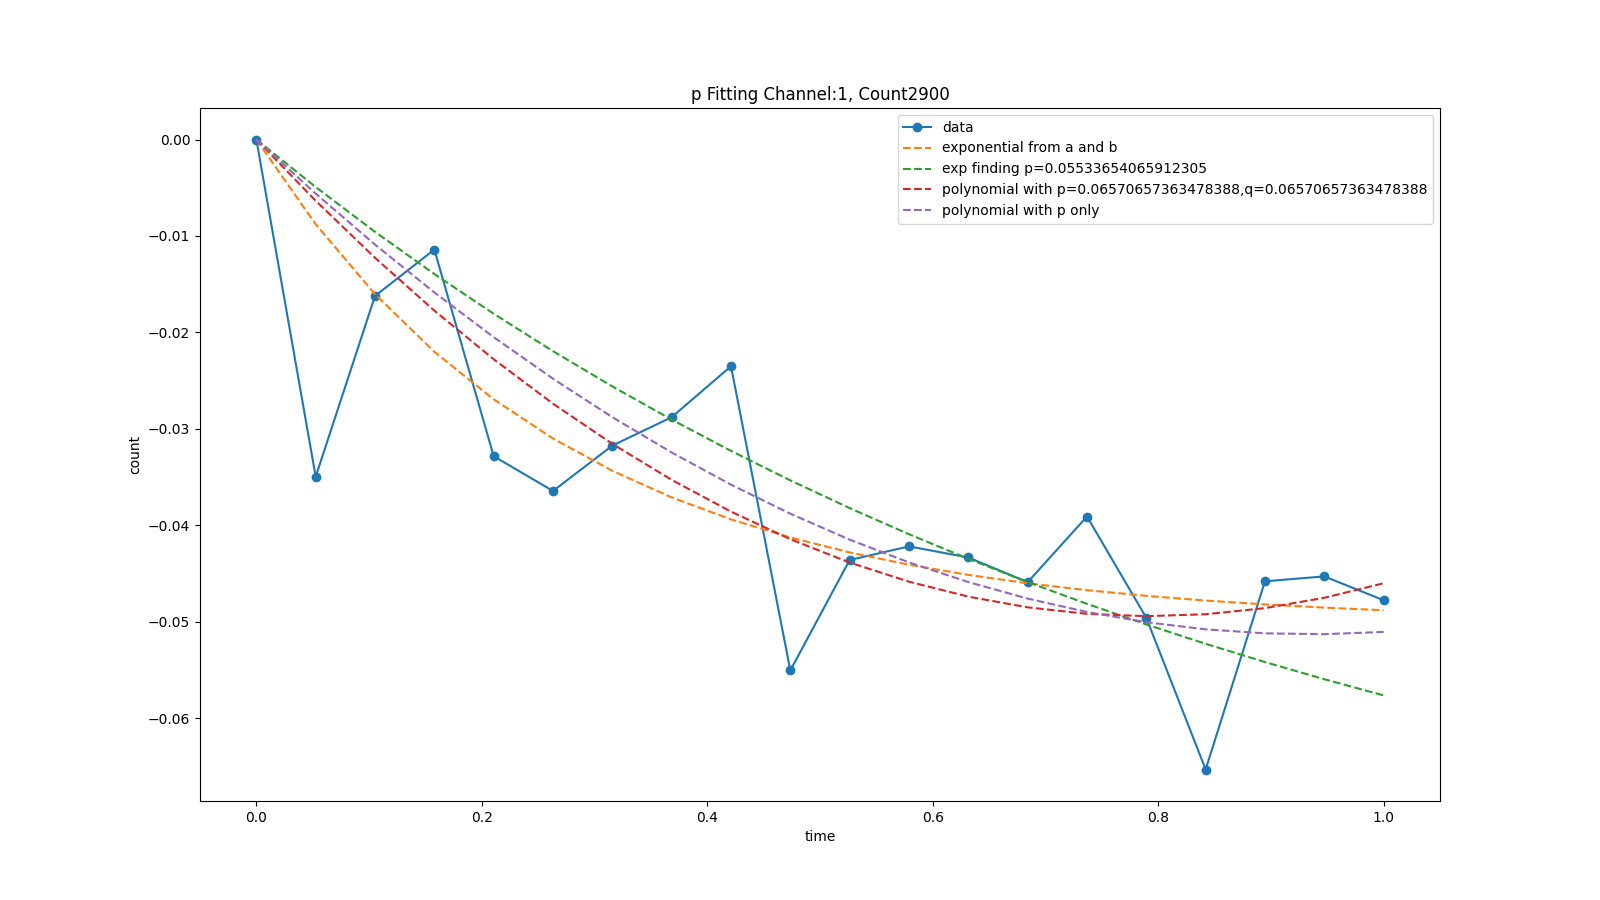 p Fitting Channel:1, Count2900
data
exponential from a and b
exp finding p=0.05533654065912305
polynomial with p=0.06570657363478388,q=0.06570657363478388
polynomial with p only
count
0.00
−0.01
−0.02
−0.03
−0.04
−0.05
−0.06
0.0 0.2 0.4 0.6 0.8 1.0
time